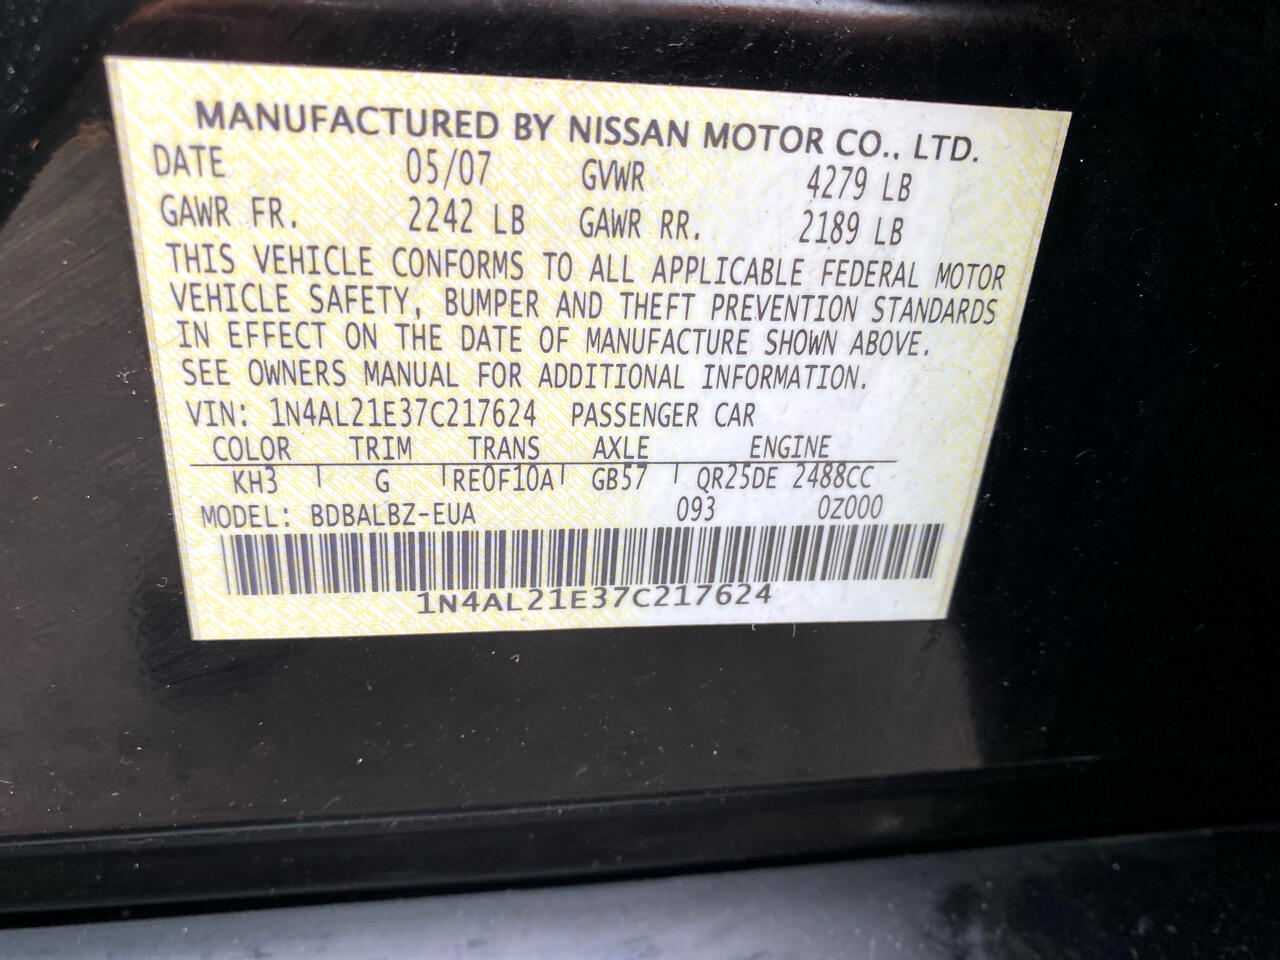 MANUFACTURED BY NISSAN MOTOR CO., LTD.
DATE 05/07 GVWR 4279 LB
GAWR FR. 2242 LB GAWR RR. 2189 LB
THIS VEHICLE CONFORMS TO ALL APPLICABLE FEDERAL MOTOR
VEHICLE SAFETY, BUMPER AND THEFT PREVENTION STANDARDS
IN EFFECT ON THE DATE OF MANUFACTURE SHOWN ABOVE.
SEE OWNERS MANUAL FOR ADDITIONAL INFORMATION.
VIN: 1N4AL21E37C217624 PASSENGER CAR
COLOR TRIM TRANS AXLE ENGINE
KH3 G RE0F10A GB57 QR25DE 2488CC
MODEL: BDBALBZ-EUA 093 0Z000
1N4AL21E37C217624